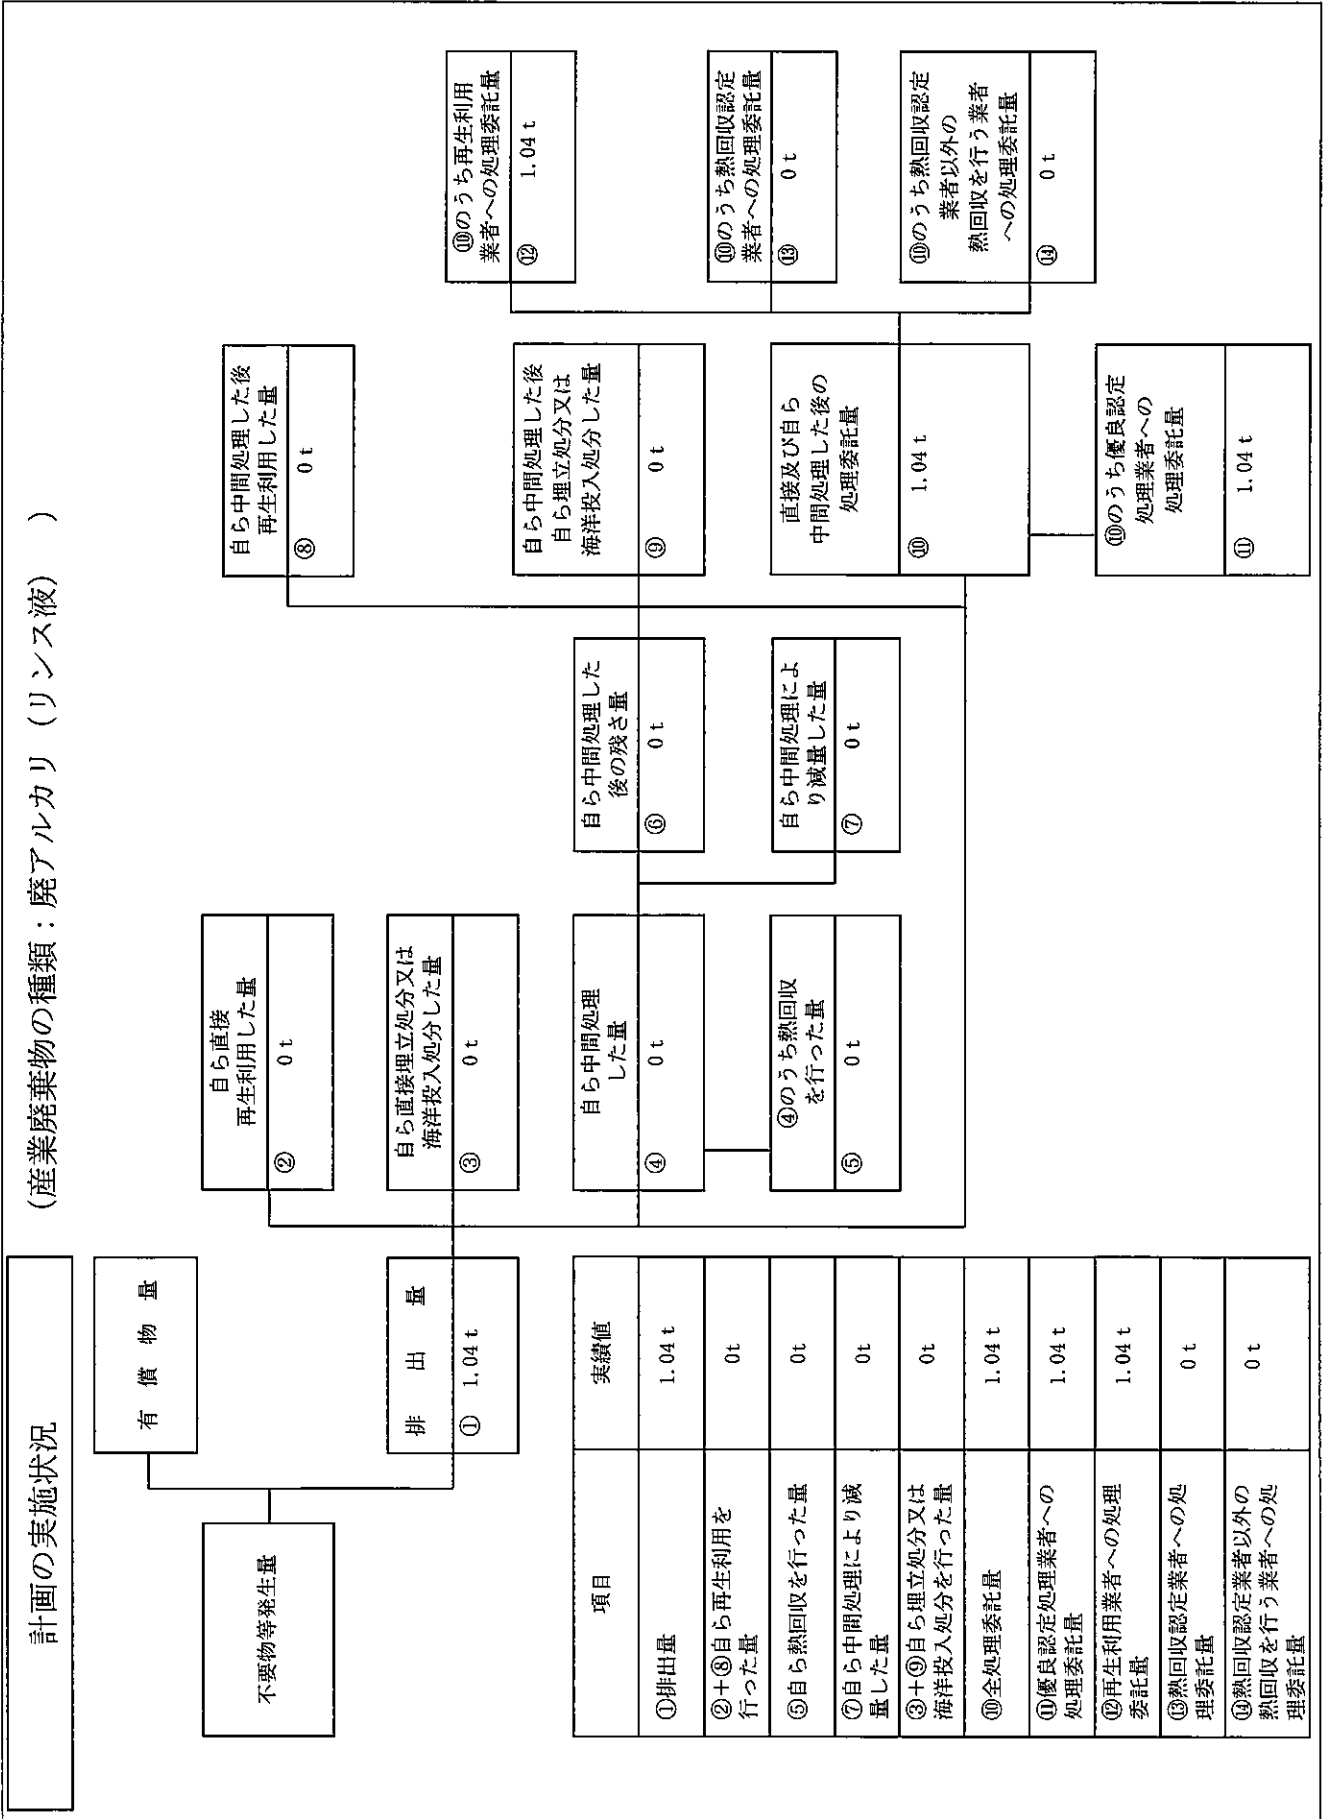 計画の実施状況
(産業廃棄物の種類：廃アルカリ（リンス液）　　)
不要物等発生量
有 償 物 量
排 出 量
① 1.04 t
自ら直接
再生利用した量
② 0 t
自ら直接埋立処分又は
海洋投入処分した量
③ 0 t
自ら中間処理
した量
④ 0 t
④のうち熱回収
を行った量
⑤ 0 t
自ら中間処理した
後の残さ量
⑥ 0 t
自ら中間処理によ
り減量した量
⑦ 0 t
自ら中間処理した後
再生利用した量
⑧ 0 t
自ら中間処理した後
自ら埋立処分又は
海洋投入処分した量
⑨ 0 t
直接及び自ら
中間処理した後の
処理委託量
⑩ 1.04 t
⑩のうち優良認定
処理業者への
処理委託量
⑪ 1.04 t
⑩のうち再生利用
業者への処理委託量
⑫ 1.04 t
⑩のうち熱回収認定
業者への処理委託量
⑬ 0 t
⑩のうち熱回収認定
業者以外の
熱回収を行う業者
への処理委託量
⑭ 0 t
項目 実績値
①排出量 1.04 t
②+⑧自ら再生利用を
行った量 0t
⑤自ら熱回収を行った量 0t
⑦自ら中間処理により減
量した量 0t
③+⑨自ら埋立処分又は
海洋投入処分を行った量 0t
⑩全処理委託量 1.04 t
⑪優良認定処理業者への
処理委託量 1.04 t
⑫再生利用業者への処理
委託量 1.04 t
⑬熱回収認定業者への処
理委託量 0 t
⑭熱回収認定業者以外の
熱回収を行う業者への処
理委託量 0 t